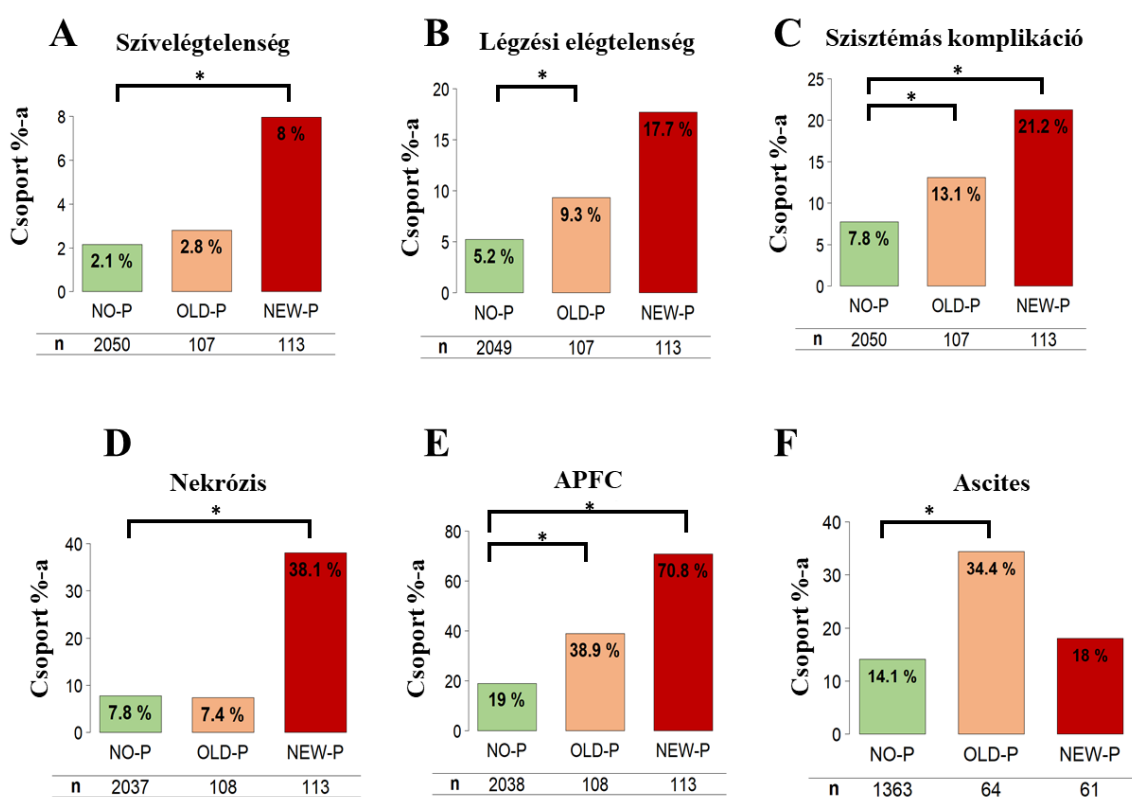 A
Szívelégtelenség
*
Csoport %-a
8
6
4
2
0
2.1 %
2.8 %
8 %
NO-P OLD-P NEW-P
n 2050 107 113
B
Légzési elégtelenség
*
Csoport %-a
20
15
10
5
0
5.2 %
9.3 %
17.7 %
NO-P OLD-P NEW-P
n 2049 107 113
C
Szisztémás komplikáció
*
*
Csoport %-a
25
20
15
10
5
0
7.8 %
13.1 %
21.2 %
NO-P OLD-P NEW-P
n 2050 107 113
D
Nekrózis
*
Csoport %-a
40
30
20
10
0
7.8 %
7.4 %
38.1 %
NO-P OLD-P NEW-P
n 2037 108 113
E
APFC
*
*
Csoport %-a
80
60
40
20
0
19 %
38.9 %
70.8 %
NO-P OLD-P NEW-P
n 2038 108 113
F
Ascites
*
Csoport %-a
40
30
20
10
0
14.1 %
34.4 %
18 %
NO-P OLD-P NEW-P
n 1363 64 61